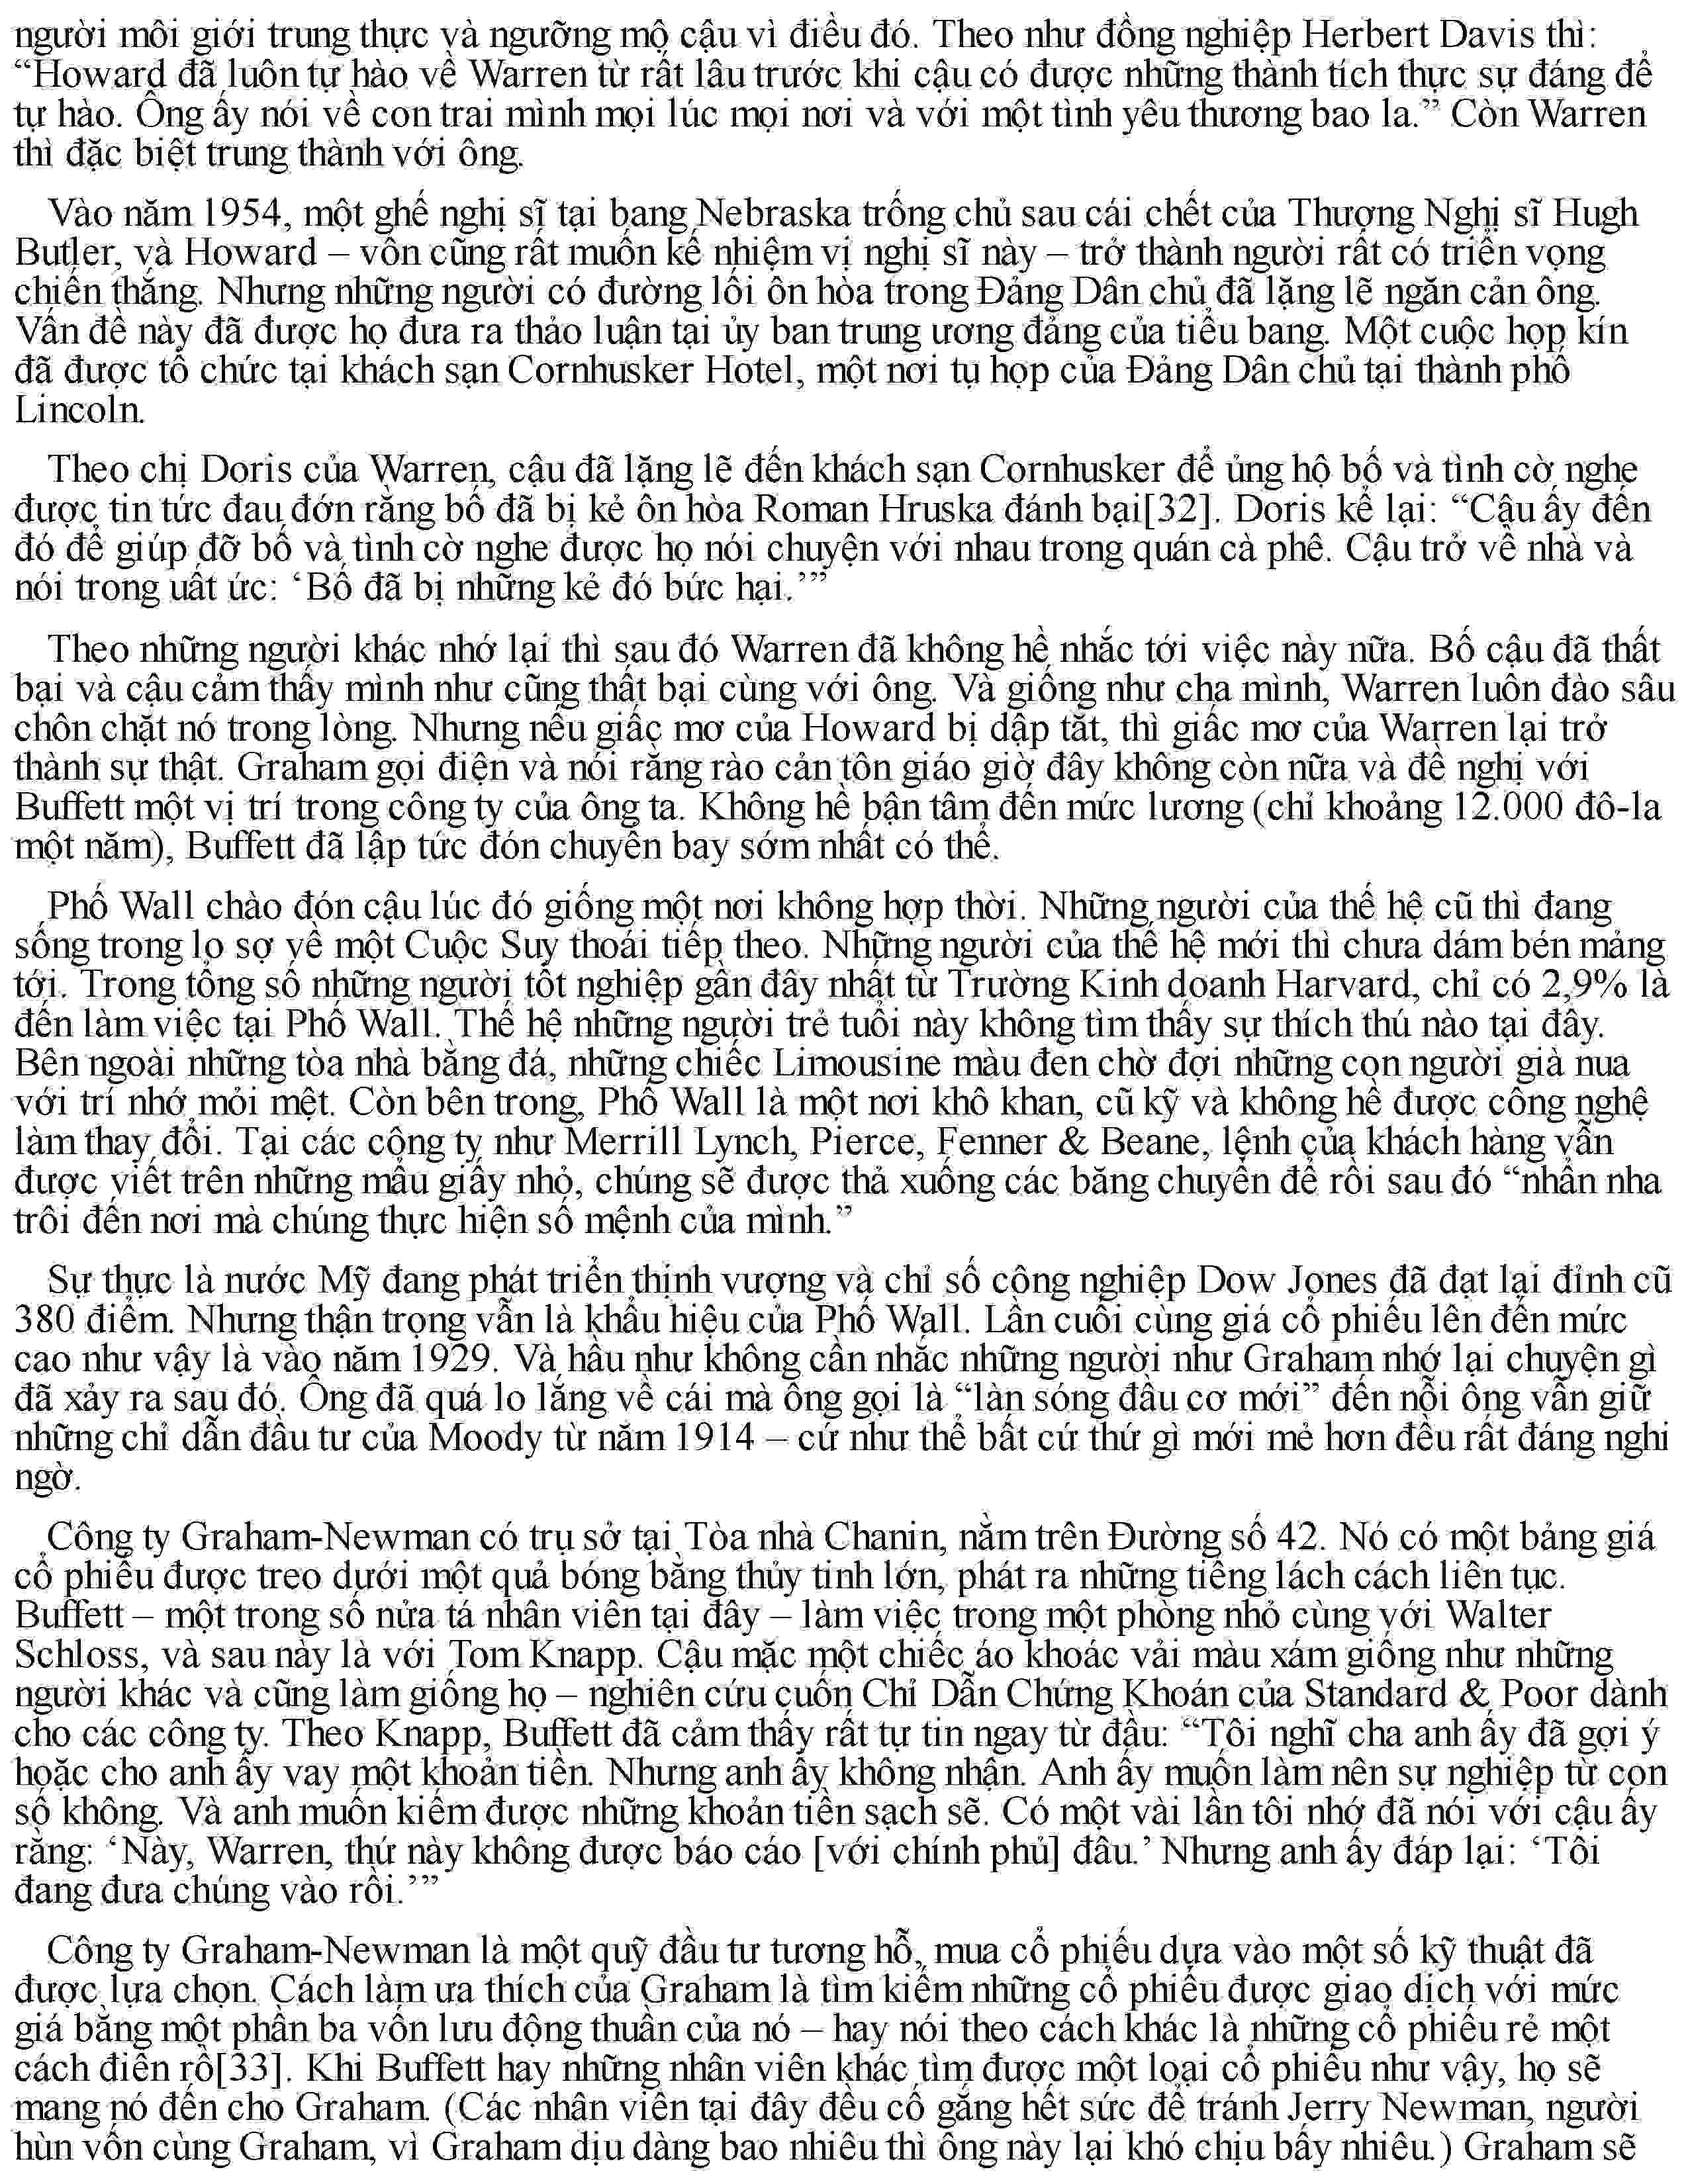 người môi giới trung thực và ngưỡng mộ cậu vì điều đó. Theo như đồng nghiệp Herbert Davis thì:
“Howard đã luôn tự hào về Warren từ rất lâu trước khi cậu có được những thành tích thực sự đáng để
tự hào. Ông ấy nói về con trai mình mọi lúc mọi nơi và với một tình yêu thương bao la.” Còn Warren
thì đặc biệt trung thành với ông.
Vào năm 1954, một ghế nghị sĩ tại bang Nebraska trống chủ sau cái chết của Thượng Nghị sĩ Hugh
Butler, và Howard – vốn cũng rất muốn kế nhiệm vị nghị sĩ này – trở thành người rất có triển vọng
chiến thắng. Nhưng những người có đường lối ôn hòa trong Đảng Dân chủ đã lặng lẽ ngăn cản ông.
Vấn đề này đã được họ đưa ra thảo luận tại ủy ban trung ương đảng của tiểu bang. Một cuộc họp kín
đã được tổ chức tại khách sạn Cornhusker Hotel, một nơi tụ họp của Đảng Dân chủ tại thành phố
Lincoln.
Theo chị Doris của Warren, cậu đã lặng lẽ đến khách sạn Cornhusker để ủng hộ bố và tình cờ nghe
được tin tức đau đớn rằng bố đã bị kẻ ôn hòa Roman Hruska đánh bại[32]. Doris kể lại: “Cậu ấy đến
đó để giúp đỡ bố và tình cờ nghe được họ nói chuyện với nhau trong quán cà phê. Cậu trở về nhà và
nói trong uất ức: ‘Bố đã bị những kẻ đó bức hại.’”
Theo những người khác nhớ lại thì sau đó Warren đã không hề nhắc tới việc này nữa. Bố cậu đã thất
bại và cậu cảm thấy mình như cũng thất bại cùng với ông. Và giống như cha mình, Warren luôn đào sâu
chôn chặt nó trong lòng. Nhưng nếu giấc mơ của Howard bị dập tắt, thì giấc mơ của Warren lại trở
thành sự thật. Graham gọi điện và nói rằng rào cản tôn giáo giờ đây không còn nữa và đề nghị với
Buffett một vị trí trong công ty của ông ta. Không hề bận tâm đến mức lương (chỉ khoảng 12.000 đô-la
một năm), Buffett đã lập tức đón chuyến bay sớm nhất có thể.
Phố Wall chào đón cậu lúc đó giống một nơi không hợp thời. Những người của thế hệ cũ thì đang
sống trong lo sợ về một Cuộc Suy thoái tiếp theo. Những người của thế hệ mới thì chưa dám bén mảng
tới. Trong tổng số những người tốt nghiệp gần đây nhất từ Trường Kinh doanh Harvard, chỉ có 2,9% là
đến làm việc tại Phố Wall. Thế hệ những người trẻ tuổi này không tìm thấy sự thích thú nào tại đây.
Bên ngoài những tòa nhà bằng đá, những chiếc Limousine màu đen chờ đợi những con người già nua
với trí nhớ mỏi mệt. Còn bên trong, Phố Wall là một nơi khô khan, cũ kỹ và không hề được công nghệ
làm thay đổi. Tại các công ty như Merrill Lynch, Pierce, Fenner & Beane, lệnh của khách hàng vẫn
được viết trên những mẩu giấy nhỏ, chúng sẽ được thả xuống các băng chuyền để rồi sau đó “nhẩn nha
trôi đến nơi mà chúng thực hiện số mệnh của mình.”
Sự thực là nước Mỹ đang phát triển thịnh vượng và chỉ số công nghiệp Dow Jones đã đạt lại đỉnh cũ
380 điểm. Nhưng thận trọng vẫn là khẩu hiệu của Phố Wall. Lần cuối cùng giá cổ phiếu lên đến mức
cao như vậy là vào năm 1929. Và hầu như không cần nhắc những người như Graham nhớ lại chuyện gì
đã xảy ra sau đó. Ông đã quá lo lắng về cái mà ông gọi là “làn sóng đầu cơ mới” đến nỗi ông vẫn giữ
những chỉ dẫn đầu tư của Moody từ năm 1914 – cứ như thể bất cứ thứ gì mới mẻ hơn đều rất đáng nghi
ngờ.
Công ty Graham-Newman có trụ sở tại Tòa nhà Chanin, nằm trên Đường số 42. Nó có một bảng giá
cổ phiếu được treo dưới một quả bóng bằng thủy tinh lớn, phát ra những tiếng lách cách liên tục.
Buffett – một trong số nửa tá nhân viên tại đây – làm việc trong một phòng nhỏ cùng với Walter
Schloss, và sau này là với Tom Knapp. Cậu mặc một chiếc áo khoác vải màu xám giống như những
người khác và cũng làm giống họ – nghiên cứu cuốn Chỉ Dẫn Chứng Khoán của Standard & Poor dành
cho các công ty. Theo Knapp, Buffett đã cảm thấy rất tự tin ngay từ đầu: “Tôi nghĩ cha anh ấy đã gợi ý
hoặc cho anh ấy vay một khoản tiền. Nhưng anh ấy không nhận. Anh ấy muốn làm nên sự nghiệp từ con
số không. Và anh muốn kiếm được những khoản tiền sạch sẽ. Có một vài lần tôi nhớ đã nói với cậu ấy
rằng: ‘Này, Warren, thứ này không được báo cáo [với chính phủ] đâu.’ Nhưng anh ấy đáp lại: ‘Tôi
đang đưa chúng vào rồi.’”
Công ty Graham-Newman là một quỹ đầu tư tương hỗ, mua cổ phiếu dựa vào một số kỹ thuật đã
được lựa chọn. Cách làm ưa thích của Graham là tìm kiếm những cổ phiếu được giao dịch với mức
giá bằng một phần ba vốn lưu động thuần của nó – hay nói theo cách khác là những cổ phiếu rẻ một
cách điên rồ[33]. Khi Buffett hay những nhân viên khác tìm được một loại cổ phiếu như vậy, họ sẽ
mang nó đến cho Graham. (Các nhân viên tại đây đều cố gắng hết sức để tránh Jerry Newman, người
hùn vốn cùng Graham, vì Graham dịu dàng bao nhiêu thì ông này lại khó chịu bấy nhiêu.) Graham sẽ